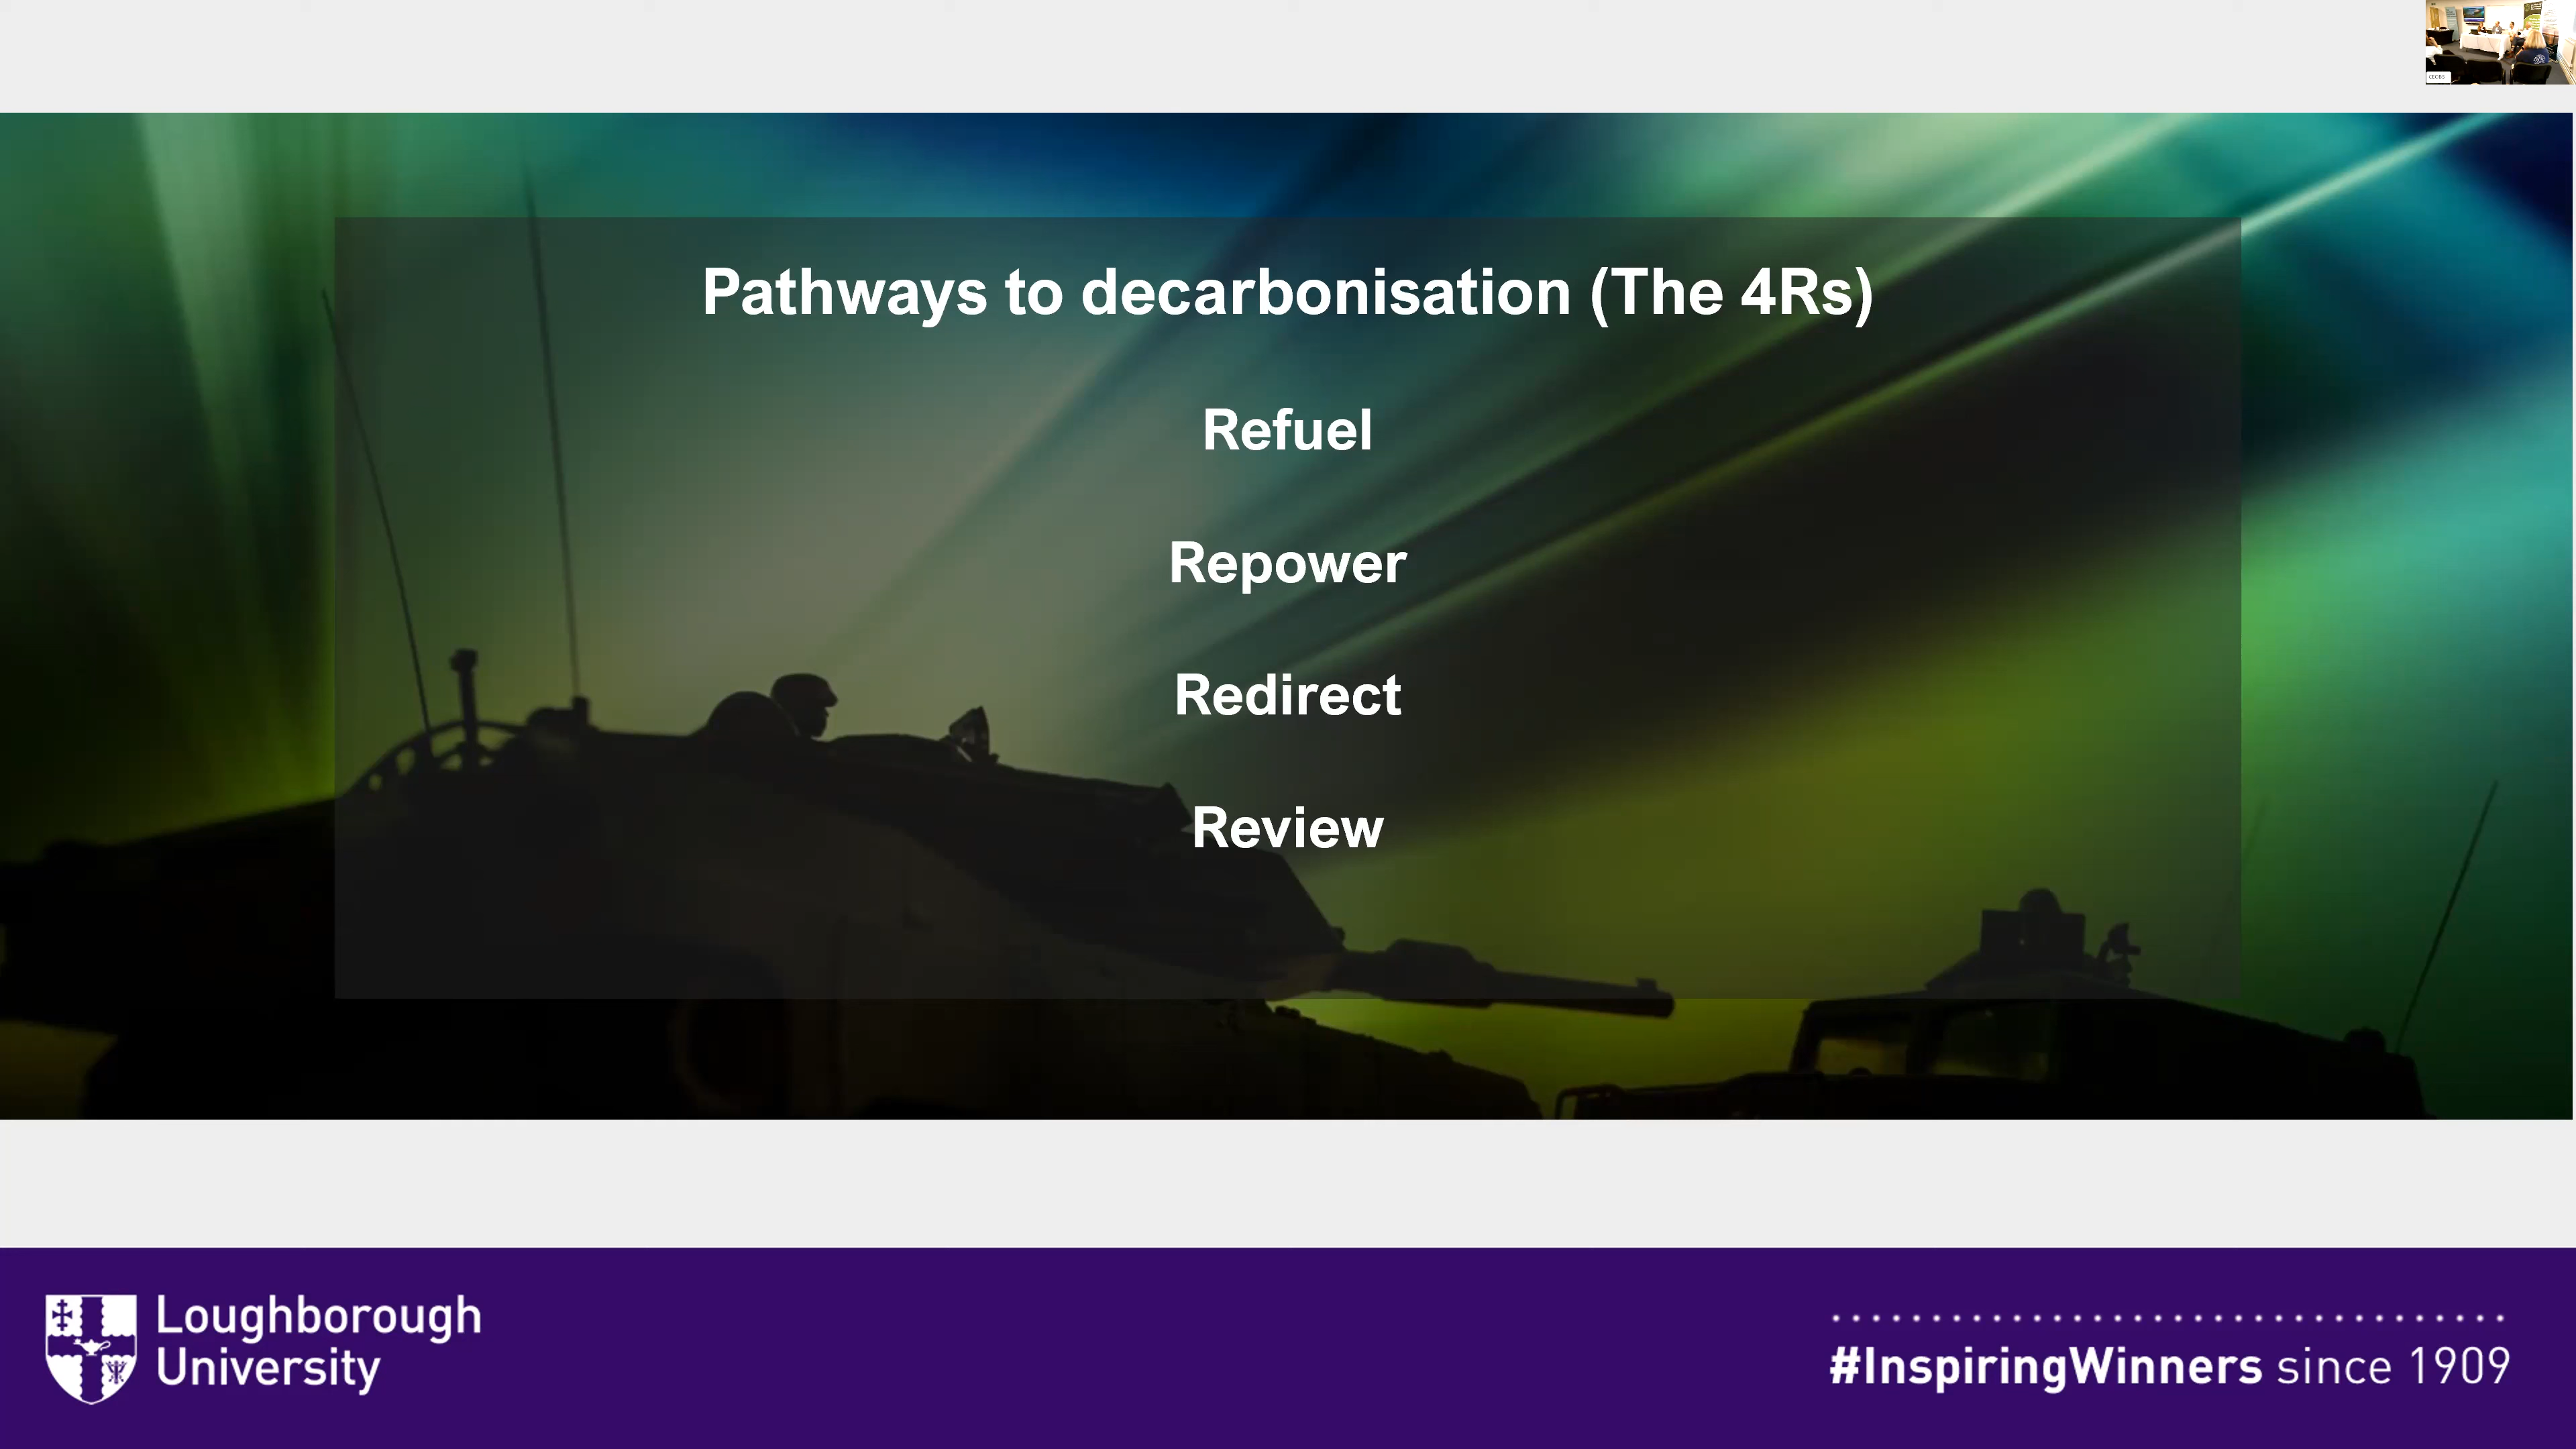 Pathways to decarbonisation (The 4Rs)
Refuel
Repower
Redirect
Review
Loughborough
University
#InspiringWinners since 1909